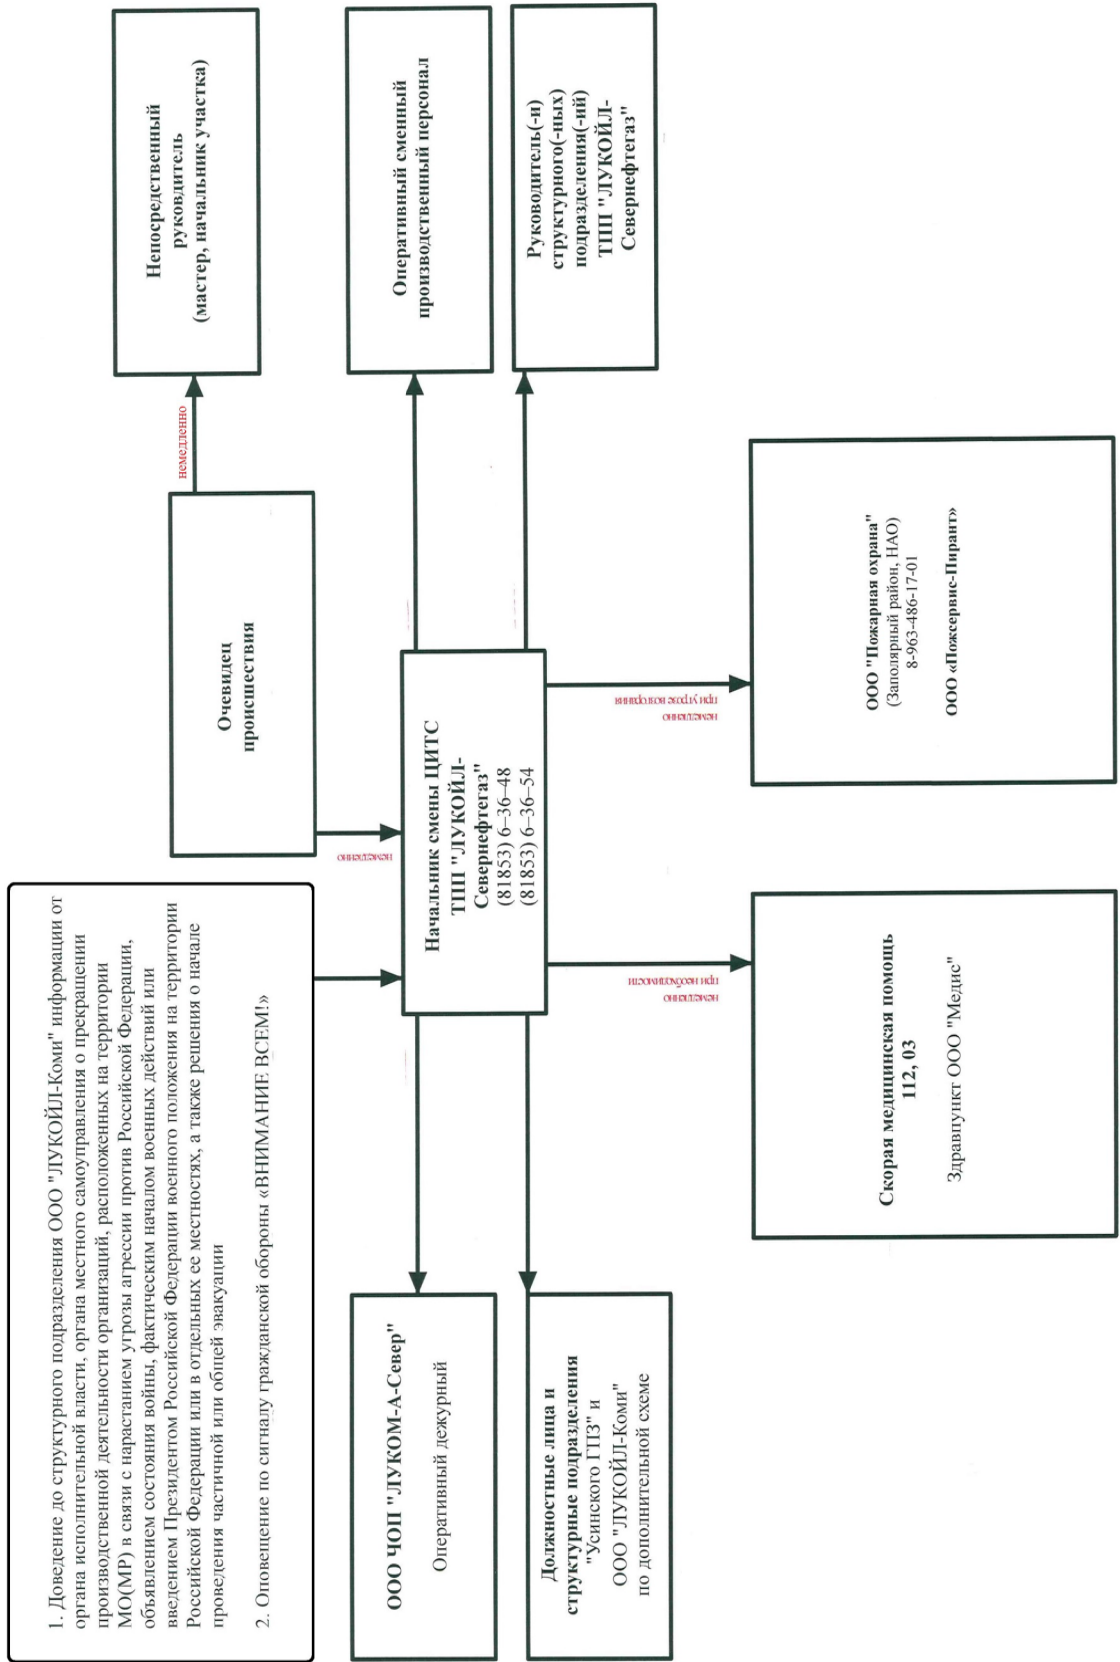 1. Доведение до структурного подразделения ООО "ЛУКОЙЛ-Коми" информации от
органа исполнительной власти, органа местного самоуправления о прекращении
производственной деятельности организаций, расположенных на территории
МО(МР) в связи с нарастанием угрозы агрессии против Российской Федерации,
объявлением состояния войны, фактическим началом военных действий или
введением Президентом Российской Федерации военного положения на территории
Российской Федерации или в отдельных ее местностях, а также решения о начале
проведения частичной или общей эвакуации
2. Оповещение по сигналу гражданской обороны «ВНИМАНИЕ ВСЕМ!»
Очевидец
происшествия
немедленно
Непосредственный
руковдитель
(мастер, начальник участка)
немедленно
Начальник смены ЦИТС
ТПП "ЛУКОЙЛ-
Севернефтегаз"
(81853) 6–36–48
(81853) 6–36–54
Оперативный сменный
производственный персонал
Руководитель(-и)
структурного(-ных)
подразделения(-ий)
ТПП "ЛУКОЙЛ-
Севернефтегаз"
ООО ЧОП "ЛУКОМ-А-Север"
Оперативный дежурный
Должностные лица и
структурные подразделения
"Усинского ГПЗ" и
ООО "ЛУКОЙЛ-Коми"
по дополнительной схеме
немедленно
при необходимости
немедленно
при угрозе возгорания
Скорая медицинская помощь
112, 03
Здравпункт ООО "Медис"
ООО "Пожарная охрана"
(Заполярный район, НАО)
8-963-486-17-01
ООО «Пожсервис-Пирант»